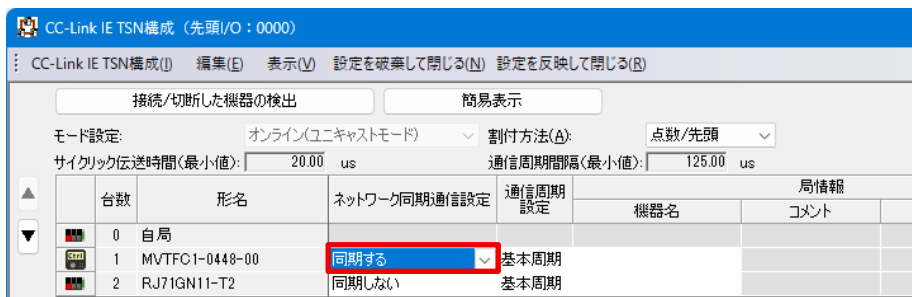 CC-Link IE TSN構成（先頭I/O：0000）
CC-Link IE TSN構成(I) 編集(E) 表示(V) 設定を破棄して閉じる(N) 設定を反映して閉じる(R)
接続/切断した機器の検出 簡易表示
モード設定: オンライン(ユニキャストモード) 割付方法(A): 点数/先頭
サイクリック伝送時間(最小値): 20.00 us 通信周期間隔(最小値): 125.00 us
台数 形名 ネットワーク同期通信設定 通信周期設定 局情報
機器名 コメント
0 自局
Ctrl 1 MVTFC1-0448-00 同期する 基本周期
2 RJ71GN11-T2 同期しない 基本周期